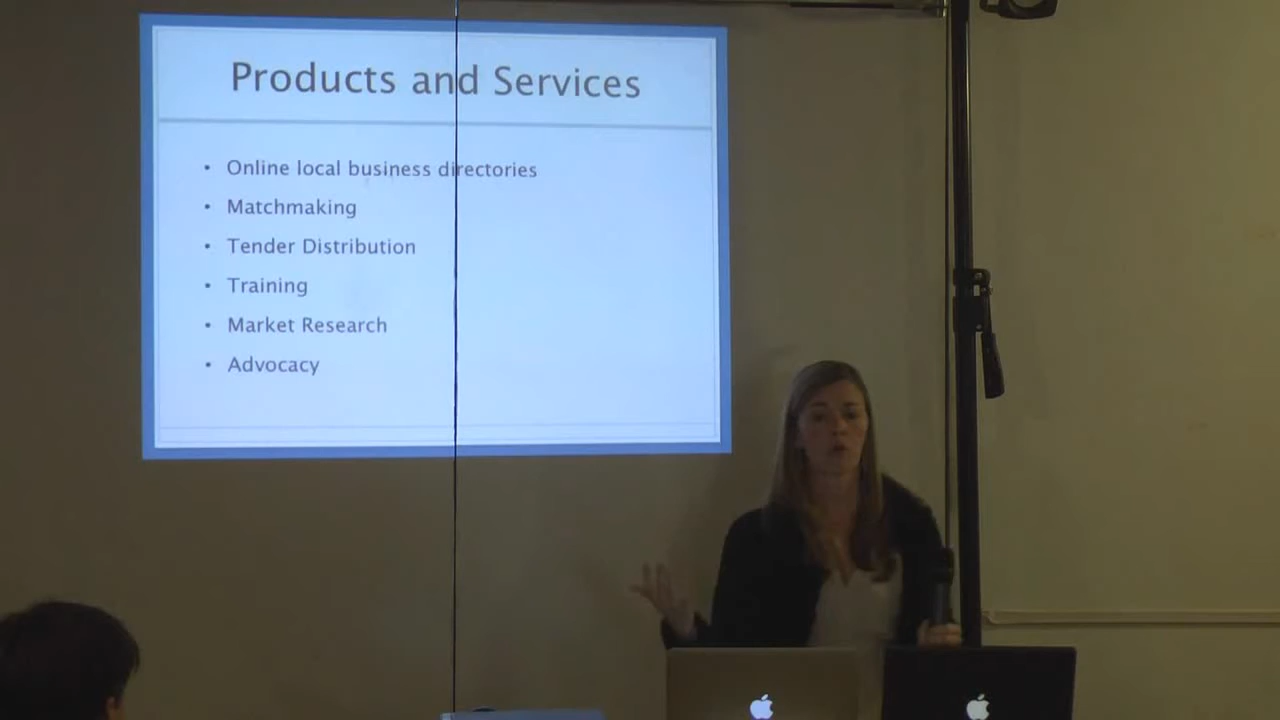 Products and Services
• Online local business directories
• Matchmaking
• Tender Distribution
• Training
• Market Research
• Advocacy